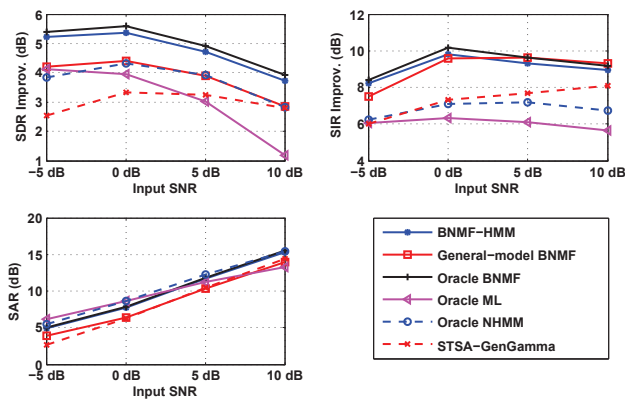 SDR Improv. (dB)
6
5
4
3
2
1
−5 dB 0 dB 5 dB 10 dB
Input SNR
SIR Improv. (dB)
12
10
8
6
4
−5 dB 0 dB 5 dB 10 dB
Input SNR
SAR (dB)
20
15
10
5
0
−5 dB 0 dB 5 dB 10 dB
Input SNR
BNMF−HMM
General−model BNMF
Oracle BNMF
Oracle ML
Oracle NHMM
STSA−GenGamma